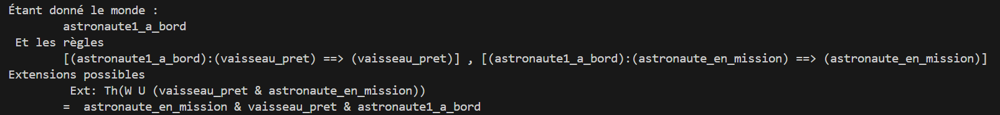 Étant donné le monde :
astronaute1_a_bord
Et les règles
[(astronaute1_a_bord):(vaisseau_pret) ==> (vaisseau_pret)] , [(astronaute1_a_bord):(astronaute_en_mission) ==> (astronaute_en_mission)]
Extensions possibles
Ext: Th(W U (vaisseau_pret & astronaute_en_mission))
= astronaute_en_mission & vaisseau_pret & astronaute1_a_bord